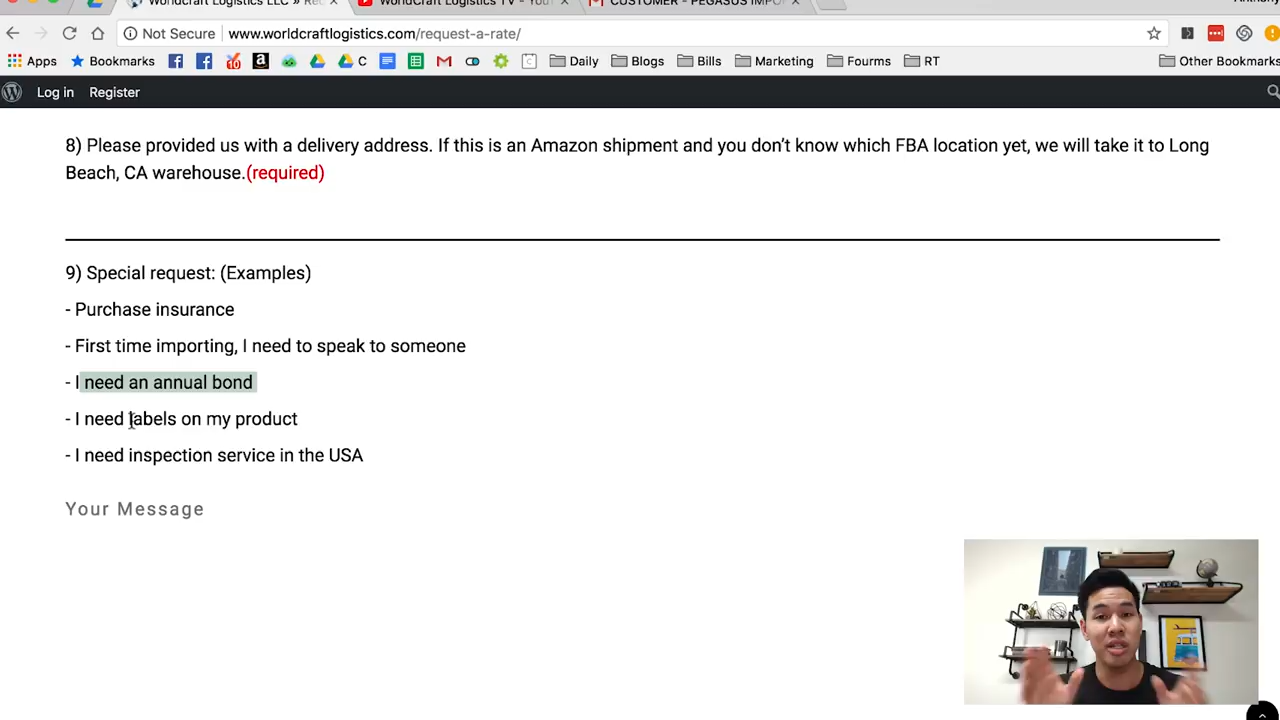 Worldcraft Logistics LLC » Rec
WorldCraft Logistics TV - YouT
CUSTOMER - PEGASUS IMPO
Anthony
Not Secure
www.worldcraftlogistics.com/request-a-rate/
Apps
Bookmarks
C
Daily
Blogs
Bills
Marketing
Fourms
RT
Other Bookmarks
Log in
Register
8) Please provided us with a delivery address. If this is an Amazon shipment and you don't know which FBA location yet, we will take it to Long
Beach, CA warehouse.(required)
9) Special request: (Examples)
- Purchase insurance
- First time importing, I need to speak to someone
- I need an annual bond
- I need labels on my product
- I need inspection service in the USA
Your Message